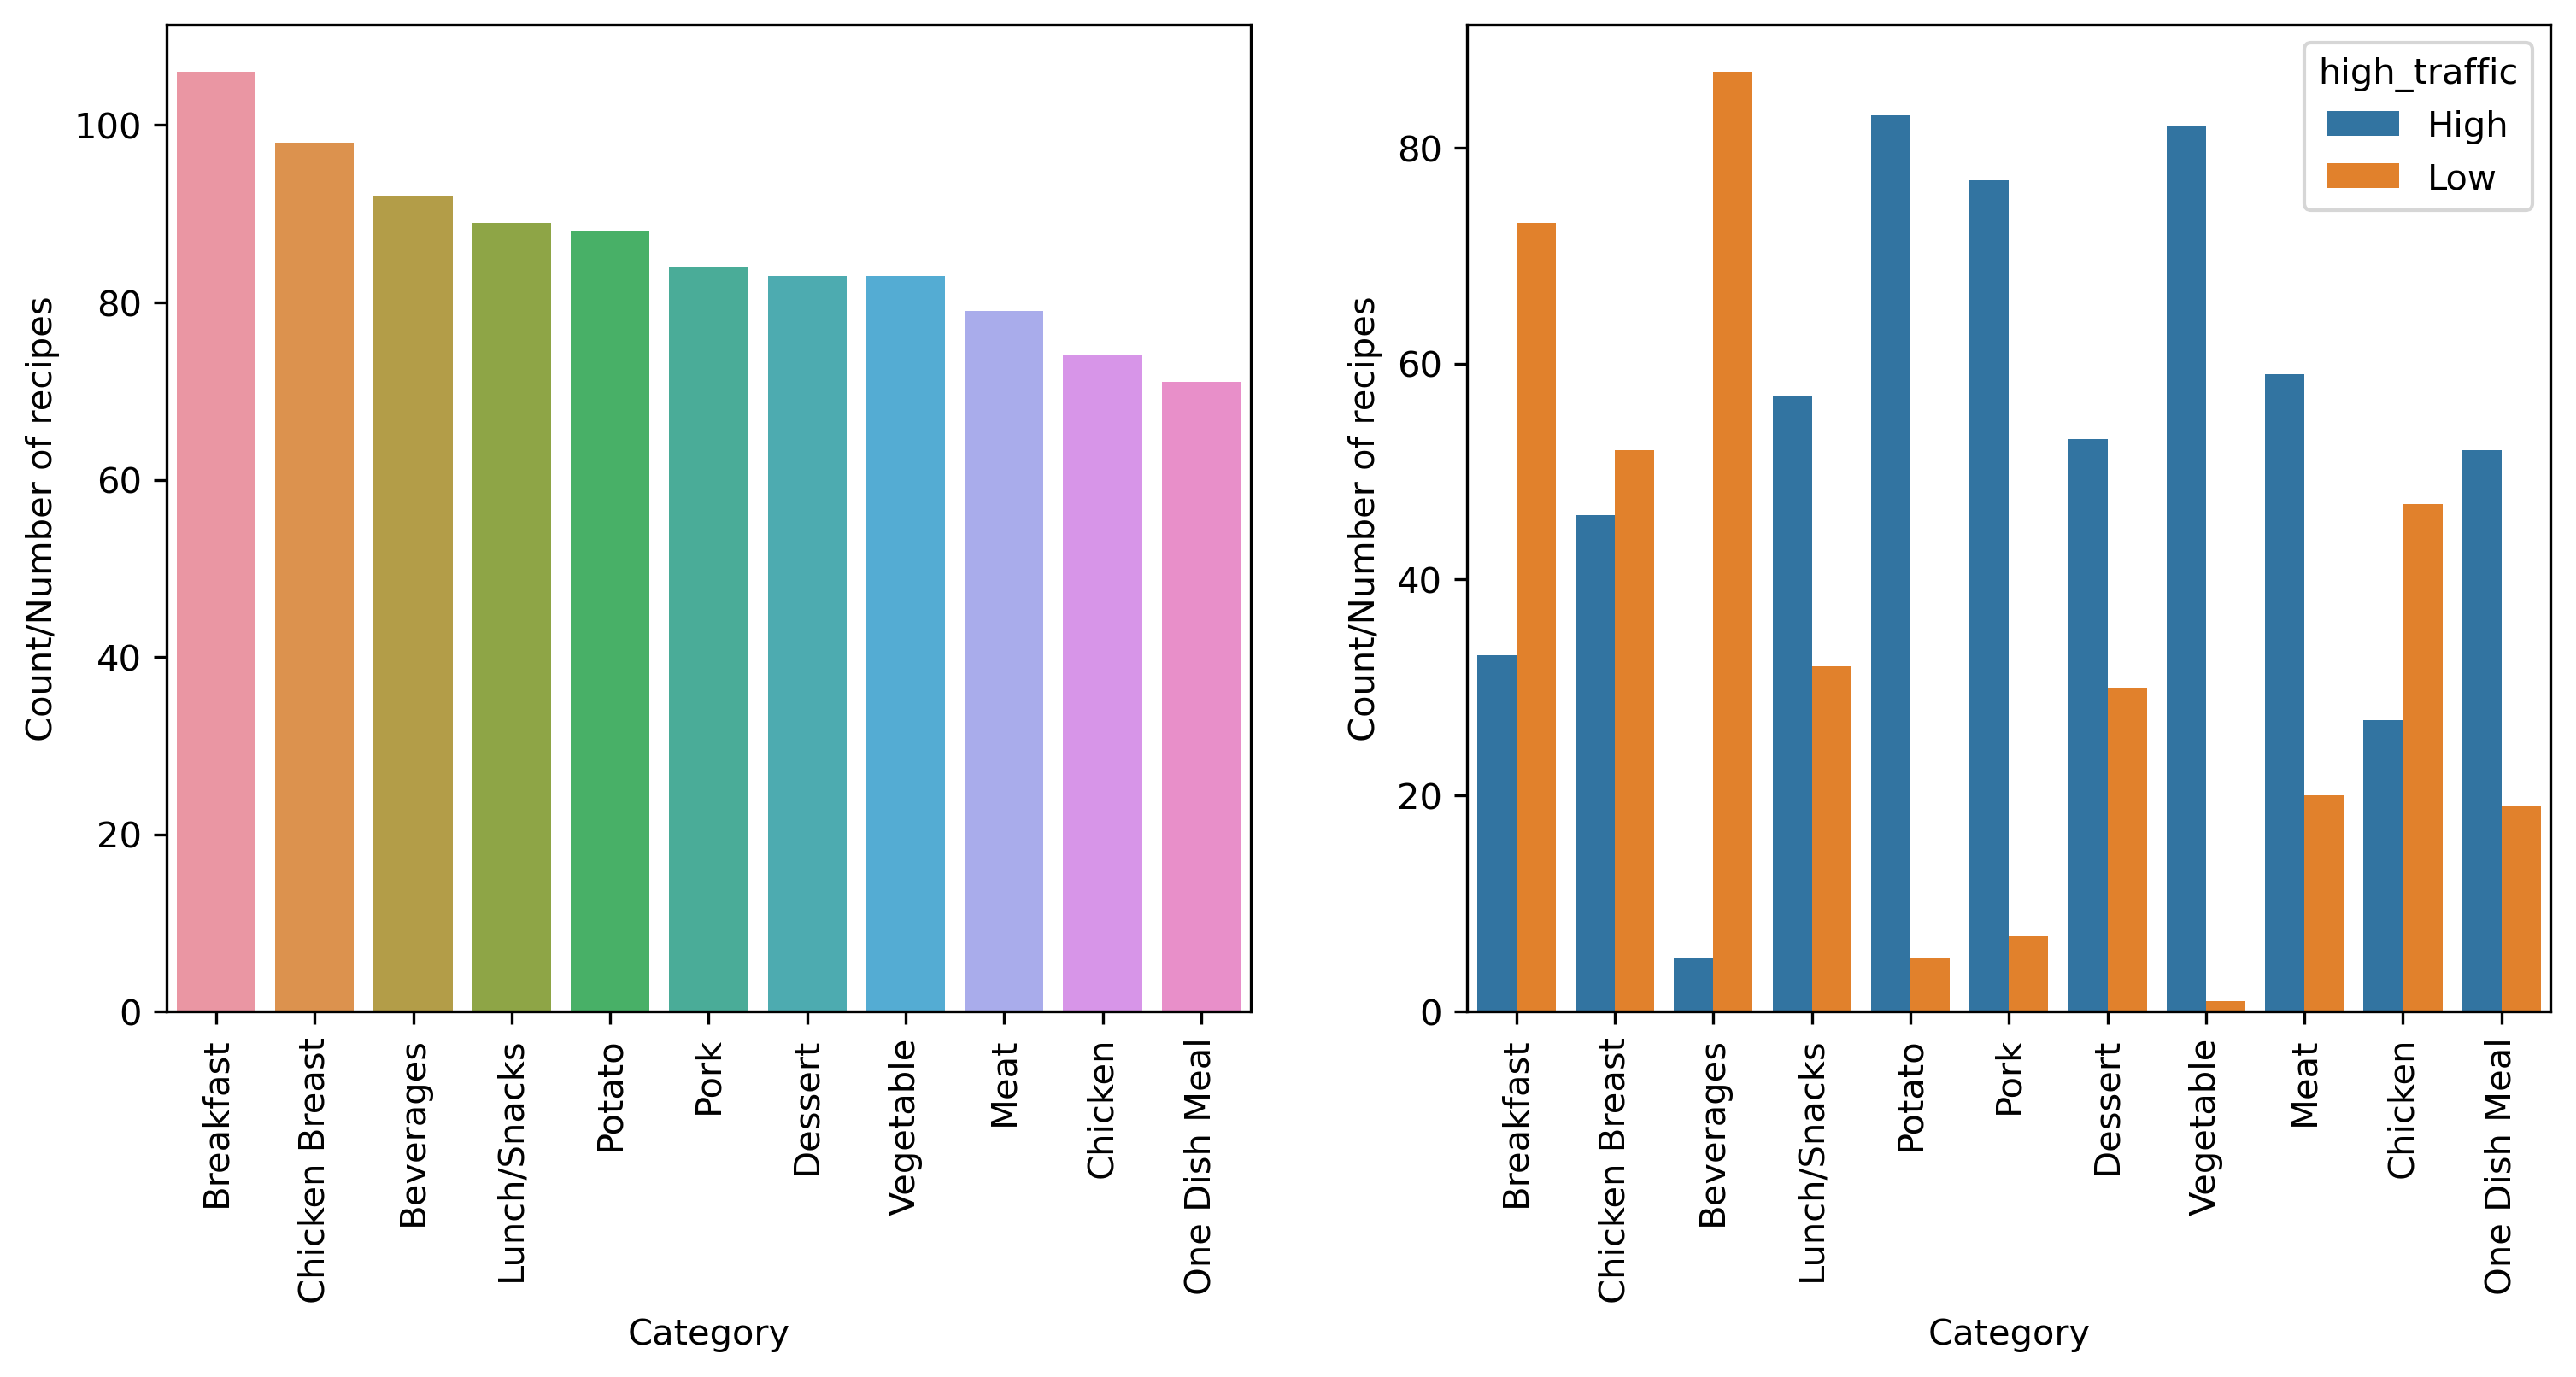 Count/Number of recipes
100
80
60
40
20
0
Breakfast
Chicken Breast
Beverages
Lunch/Snacks
Potato
Pork
Dessert
Vegetable
Meat
Chicken
One Dish Meal
Category
Count/Number of recipes
80
60
40
20
0
high_traffic
High
Low
Breakfast
Chicken Breast
Beverages
Lunch/Snacks
Potato
Pork
Dessert
Vegetable
Meat
Chicken
One Dish Meal
Category